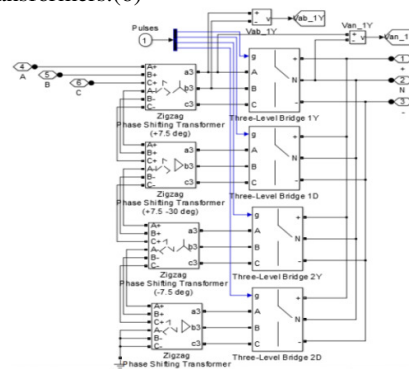 ansformers.(b)
+
-
v
Vab_1Y
Van_1Y
+
-
v
Van_1
Pulses
1
Vab_1Y
g
A
B
C
+
N
-
Three-Level Bridge 1Y
4
A
5
B
6
C
1
+
2
N
3
-
A+
B+
C+
A-
B-
C-
a3
b3
c3
Zigzag
Phase Shifting Transformer
(+7.5 deg)
A+
B+
C+
A-
B-
C-
a3
b3
c3
Zigzag
Phase Shifting Transformer
(+7.5 -30 deg)
g
A
B
C
+
N
-
Three-Level Bridge 1D
A+
B+
C+
A-
B-
C-
a3
b3
c3
Zigzag
Phase Shifting Transformer
(-7.5 deg)
g
A
B
C
+
N
-
Three-Level Bridge 2Y
A+
B+
C+
A-
B-
C-
a3
b3
c3
Zigzag
Phase Shifting Transformer
g
A
B
C
+
N
-
Three-Level Bridge 2D